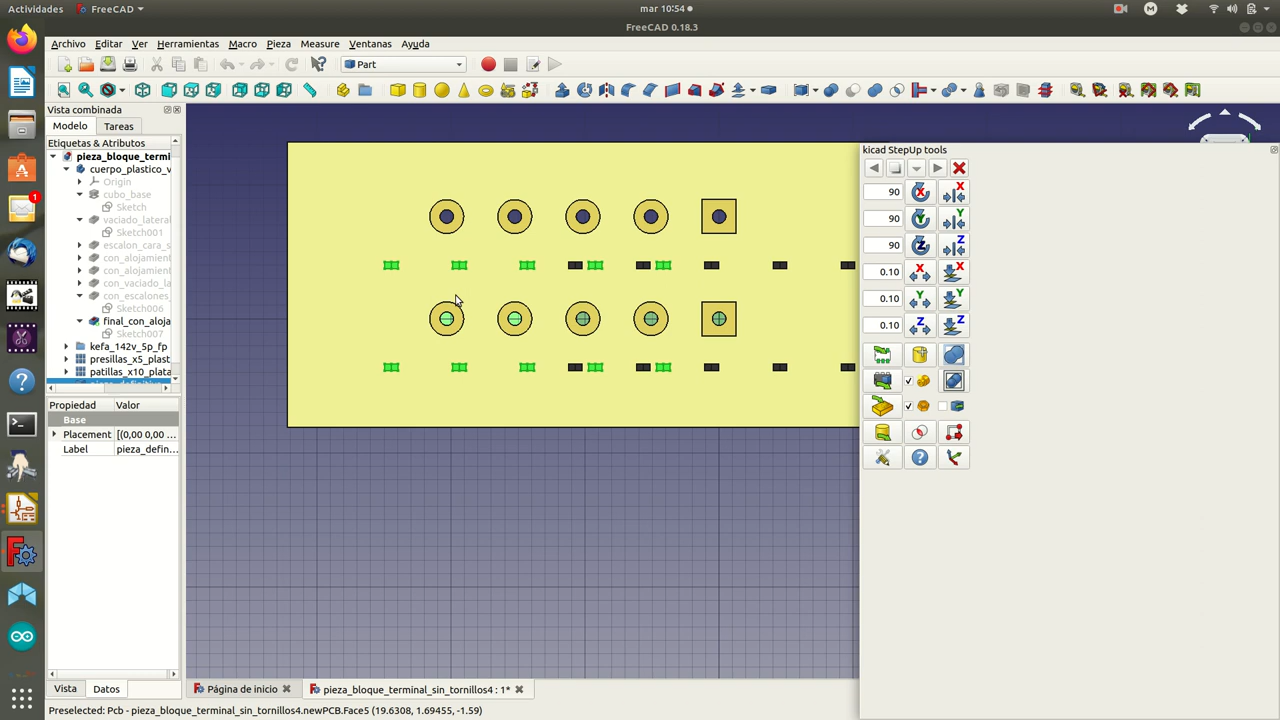 Actividades
FreeCAD
mar 10:54
FreeCAD 0.18.3
Archivo
Editar
Ver
Herramientas
Macro
Pieza
Measure
Ventanas
Ayuda
Part
Vista combinada
Modelo
Tareas
Etiquetas & Atributos
pieza_bloque_termi
cuerpo_plastico_v
Origin
cubo_base
Sketch
vaciado_lateral
Sketch001
escalon_cara_s
con_alojamient
con_alojamient
con_vaciado_la
con_escalones_
Sketch006
final_con_aloja
Sketch007
kefa_142v_5p_fp
presillas_x5_plast
patillas_x10_plata
Propiedad
Valor
Base
Placement
[(0,00 0,00 ...
Label
pieza_defin...
Vista
Datos
kicad StepUp tools
90
X
X
90
Y
Y
90
Z
Z
0.10
X
X
0.10
Y
Y
0.10
Z
Z
Página de inicio
pieza_bloque_terminal_sin_tornillos4 : 1*
Preselected: Pcb - pieza_bloque_terminal_sin_tornillos4.newPCB.Face5 (19.6308, 1.69455, -1.59)